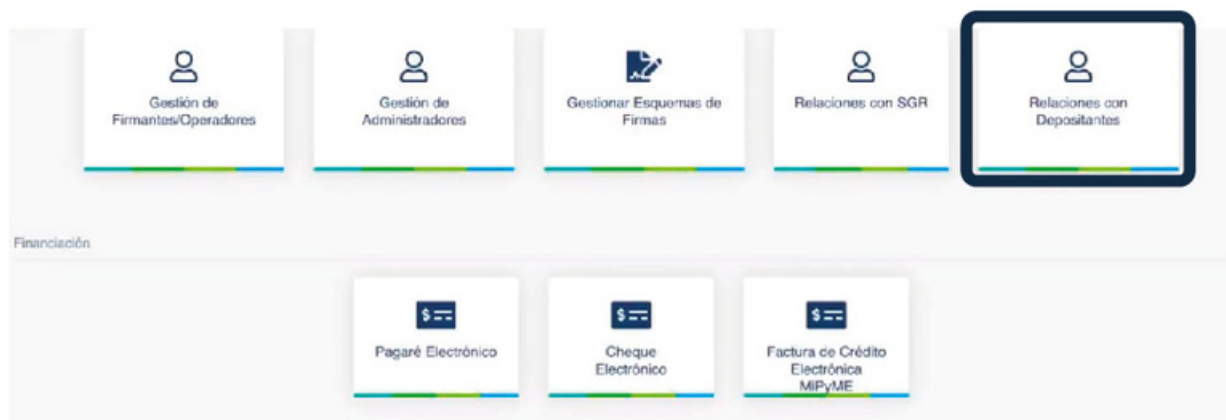 Gestión de
Firmantes/Operadores
Gestión de
Administradores
Gestionar Esquemas de
Firmas
Relaciones con SGR
Relaciones con
Depositantes
Financiación
Pagaré Electrónico
Cheque
Electrónico
Factura de Crédito
Electrónica
MiPyME